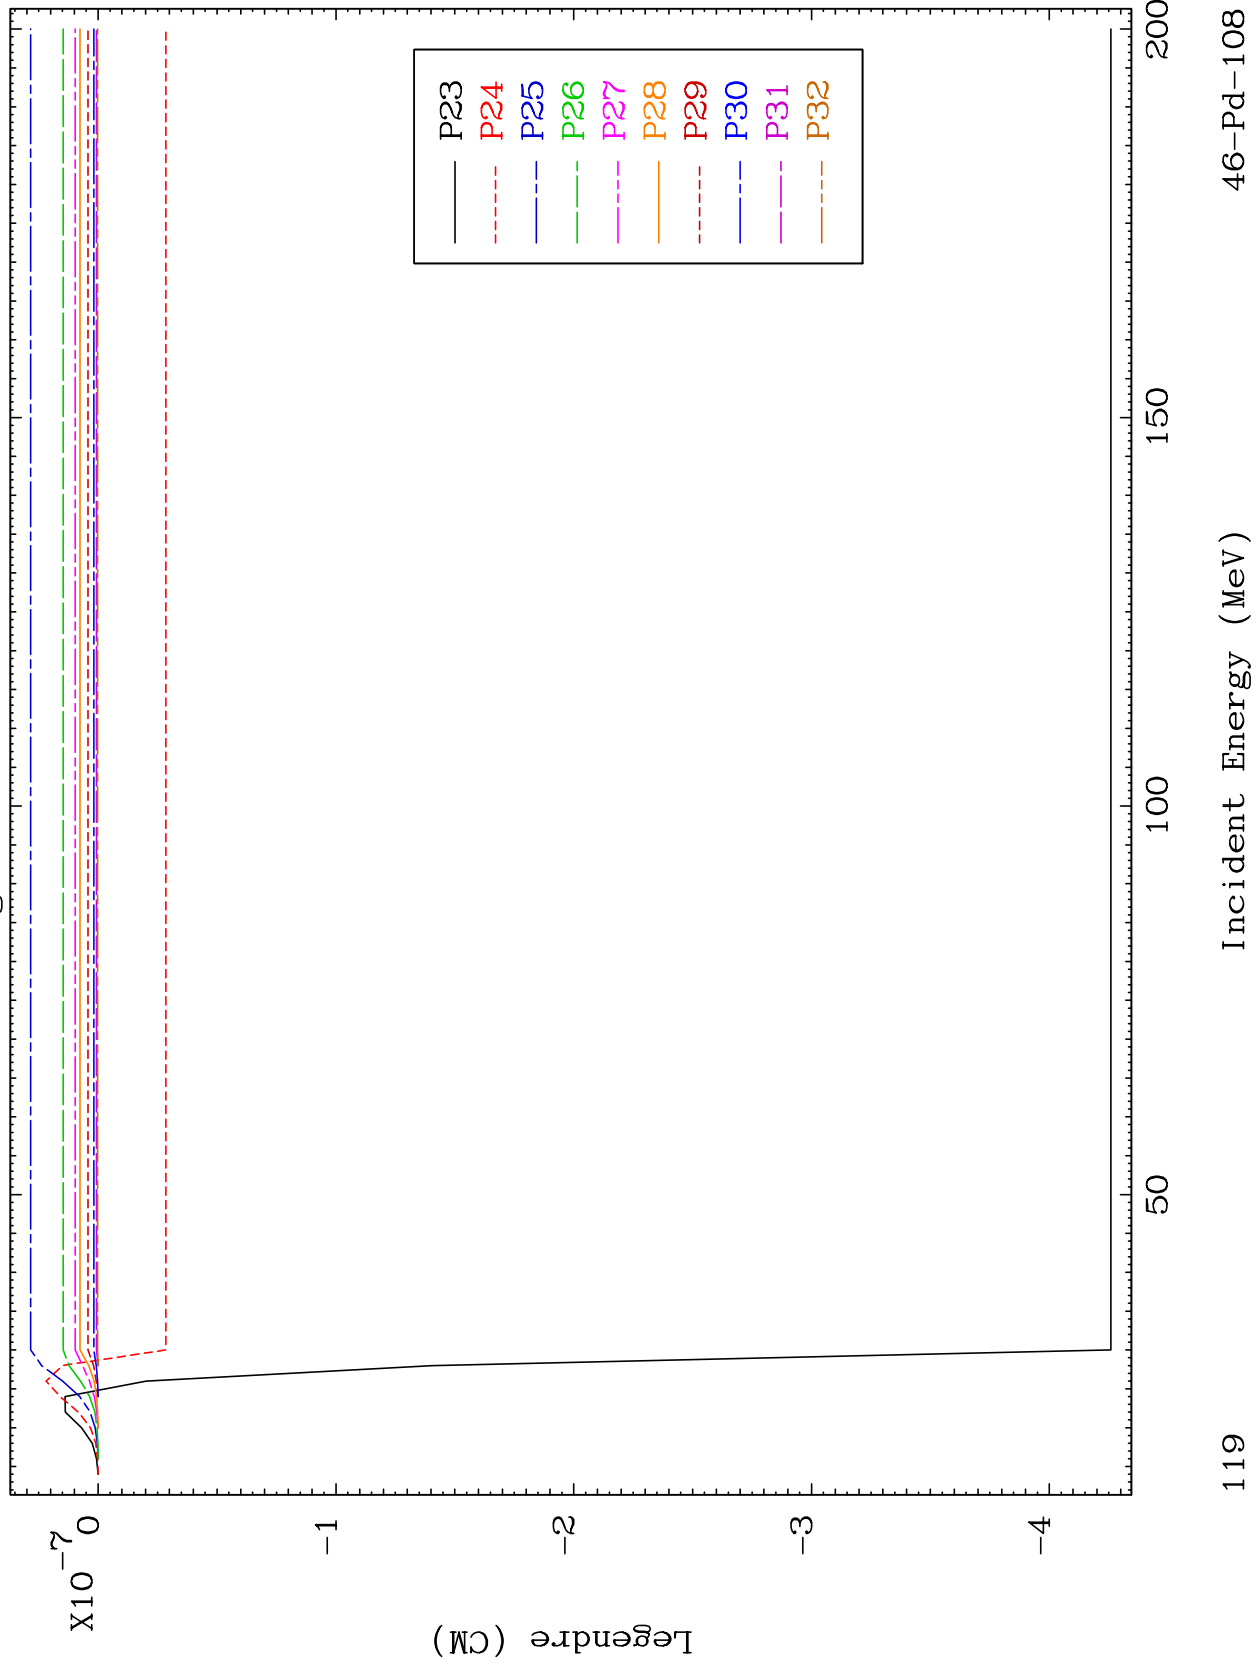 X10-7
0
-1
-2
-3
-4
Legendre (CM)
P23
P24
P25
P26
P27
P28
P29
P30
P31
P32
50
100
150
200
Incident Energy (MeV)
119
46-Pd-108